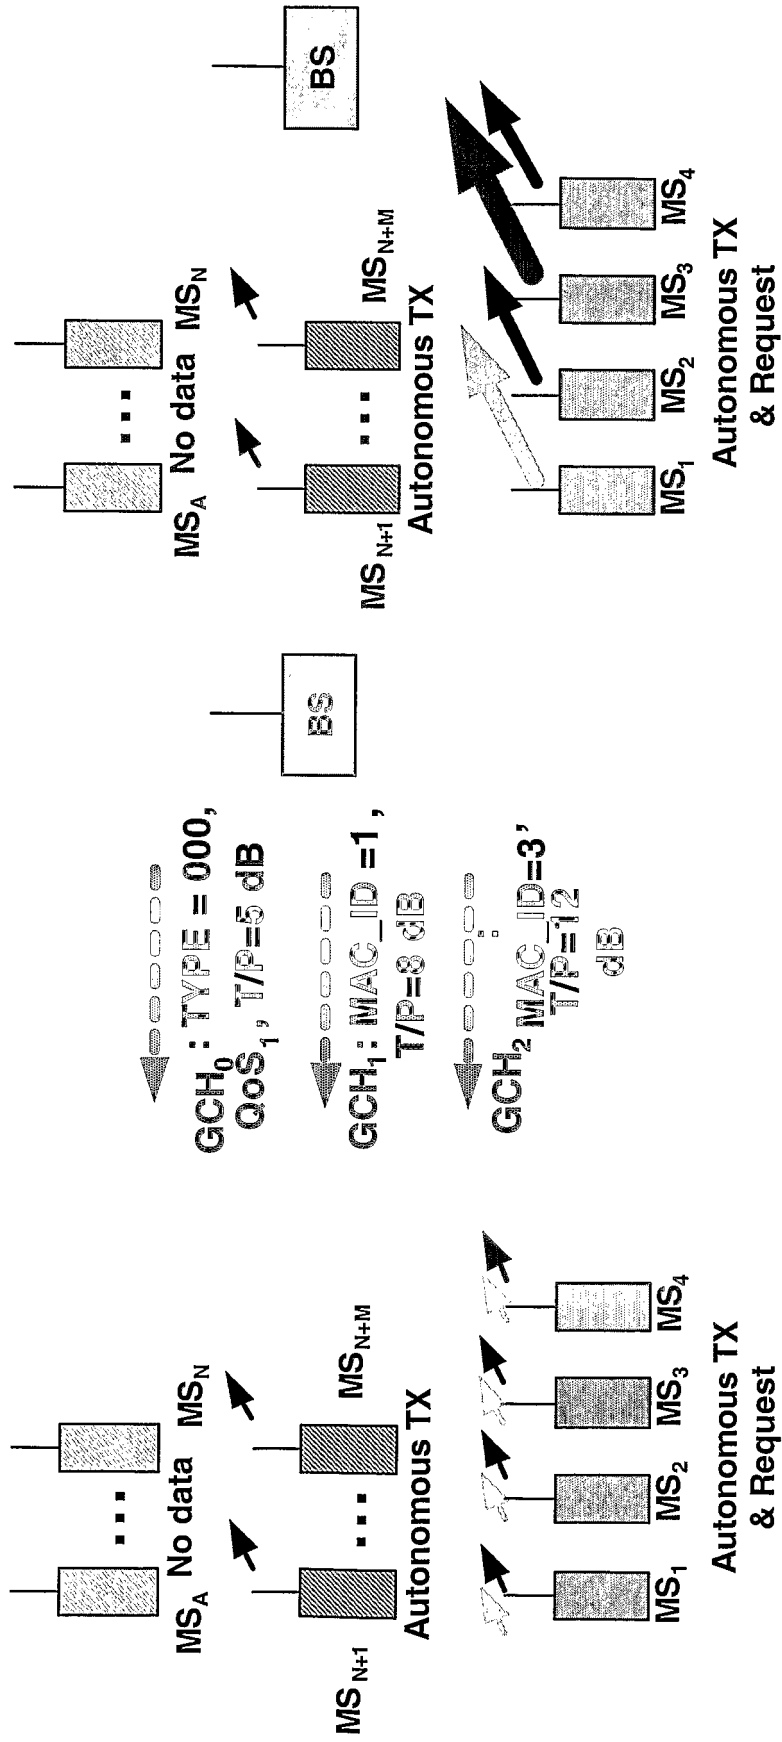 MS_A MS_N
No data
MS_N+1 MS_N+M
Autonomous TX
MS_1 MS_2 MS_3 MS_4
Autonomous TX
& Request
GCH_0: TYPE = 000,
QoS_1, T/P=5 dB
GCH_1: MAC_ID =1,
T/P=8 dB
GCH_2: MAC_ID=3,
T/P=12
dB
BS
MS_A MS_N
No data
MS_N+1 MS_N+M
Autonomous TX
MS_1 MS_2 MS_3 MS_4
Autonomous TX
& Request
BS